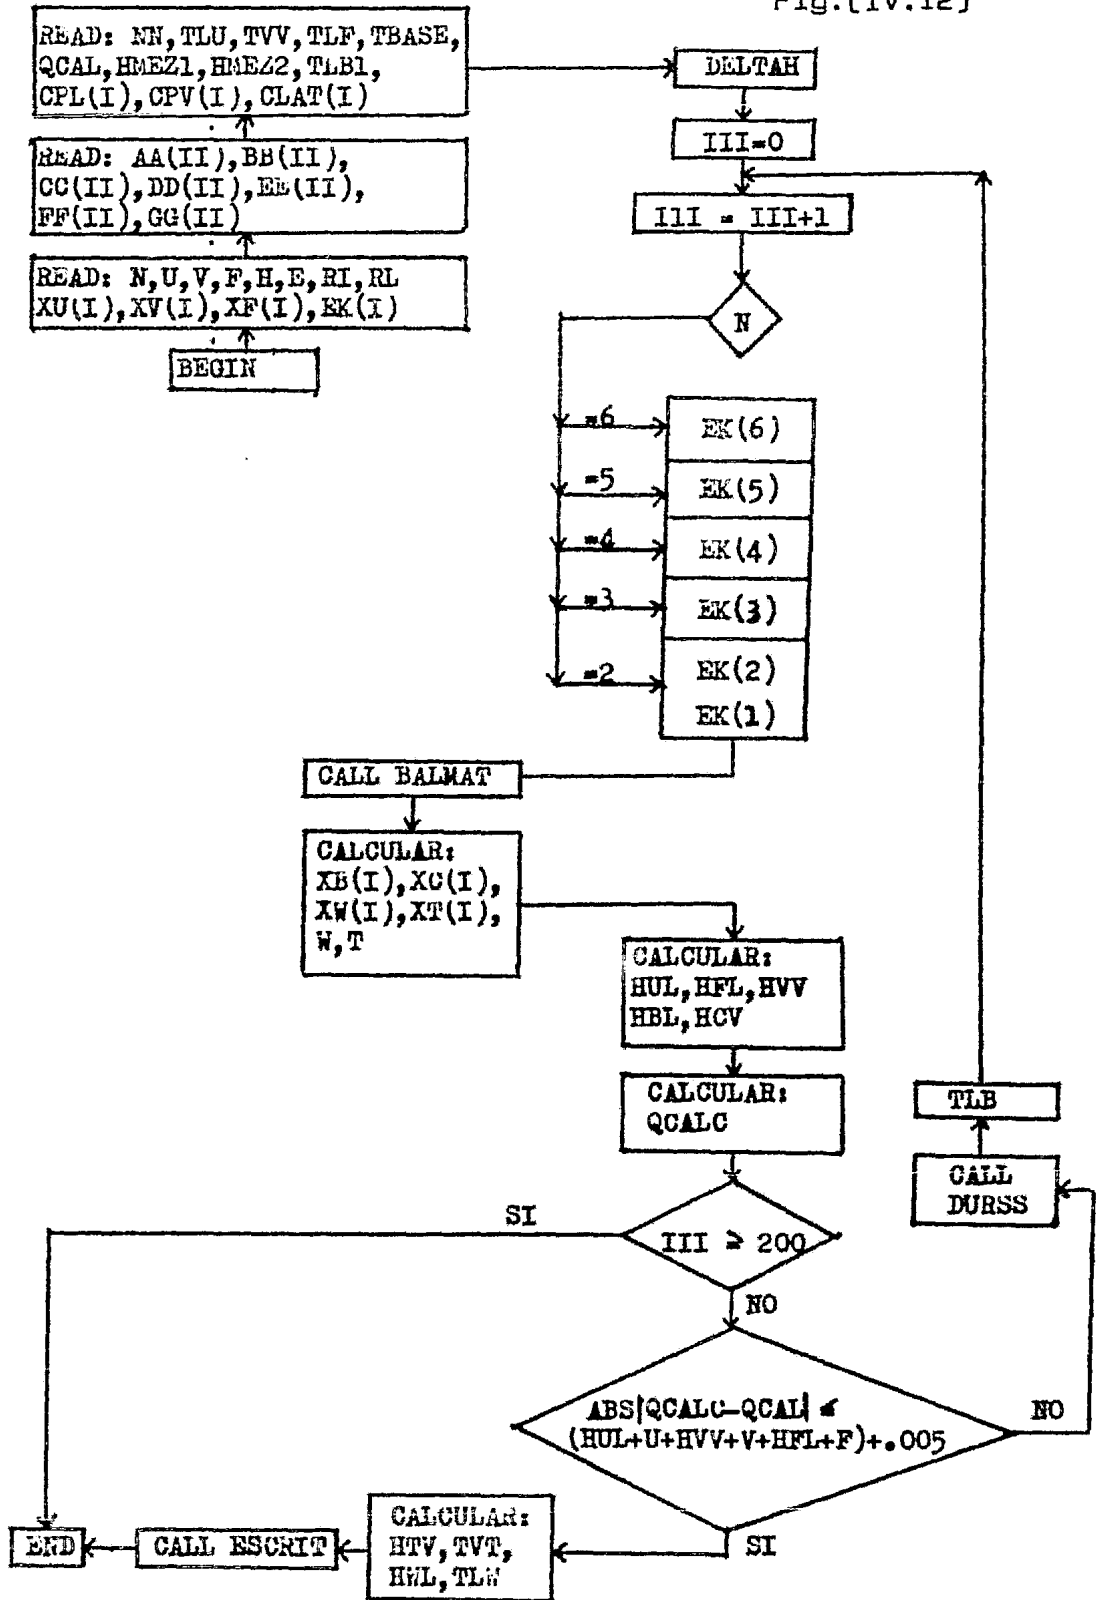 Fig.(IV.12)
READ: NN,TLU,TVV,TLF,TBASE,
QCAL,HMEZ1,HMEZ2,TLB1,
CPL(I),CPV(I),CLAT(I)
READ: AA(II),BB(II),
CC(II),DD(II),EE(II),
FF(II),GG(II)
READ: N,U,V,F,H,E,RI,RL
XU(I),XV(I),XF(I),EK(I)
BEGIN
DELTAH
III=0
III = III+1
N
=6
EK(6)
=5
EK(5)
=4
EK(4)
=3
EK(3)
=2
EK(2)
EK(1)
CALL BALMAT
CALCULAR:
XB(I),XC(I),
XW(I),XT(I),
W,T
CALCULAR:
HUL,HFL,HVV
HBL,HCV
CALCULAR:
QCALC
TLB
CALL
DURSS
SI
III ≥ 200
NO
ABS|QCALC-QCAL| ≤
(HUL+U+HVV+V+HFL+F)+.005
NO
SI
CALCULAR:
HTV,TVT,
HWL,TLW
CALL ESCRIT
END